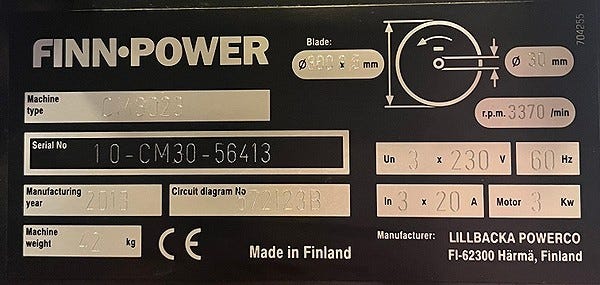 FINN•POWER
Blade:
Ø x mm
Ø 30 mm
704255
Machine type
r.p.m. 3370 /min
Serial No 10-CM30-56413
Un 3 x 230 V 60 Hz
Manufacturing year 2013
Circuit diagram No
In 3 x 20 A Motor 3 Kw
Machine weight 42 kg
CE
Made in Finland
Manufacturer: LILLBACKA POWERCO
FI-62300 Härmä, Finland